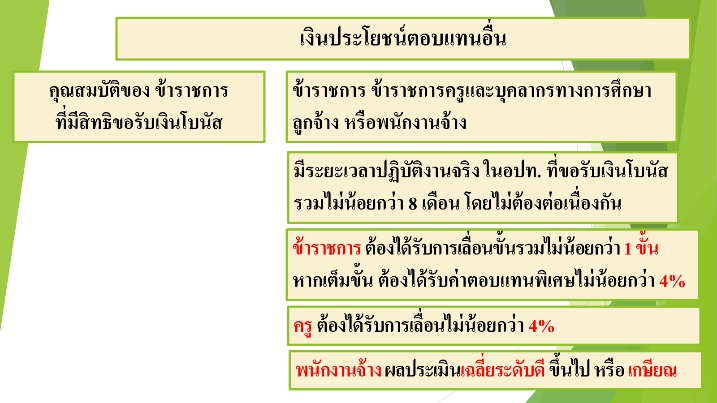 เงินประโยชน์ตอบแทนอื่น
คุณสมบัติของ ข้าราชการ
ที่มีสิทธิขอรับเงินโบนัส
ข้าราชการ ข้าราชการครูและบุคลากรทางการศึกษา
ลูกจ้าง หรือพนักงานจ้าง
มีระยะเวลาปฏิบัติงานจริง ในอปท. ที่ขอรับเงินโบนัส
รวมไม่น้อยกว่า 8 เดือน โดยไม่ต้องต่อเนื่องกัน
ข้าราชการ ต้องได้รับการเลื่อนขั้นรวมไม่น้อยกว่า 1 ขั้น
หากเต็มขั้น ต้องได้รับค่าตอบแทนพิเศษไม่น้อยกว่า 4%
ครู ต้องได้รับการเลื่อนไม่น้อยกว่า 4%
พนักงานจ้าง ผลประเมินเฉลี่ยระดับดี ขึ้นไป หรือ เกษียณ